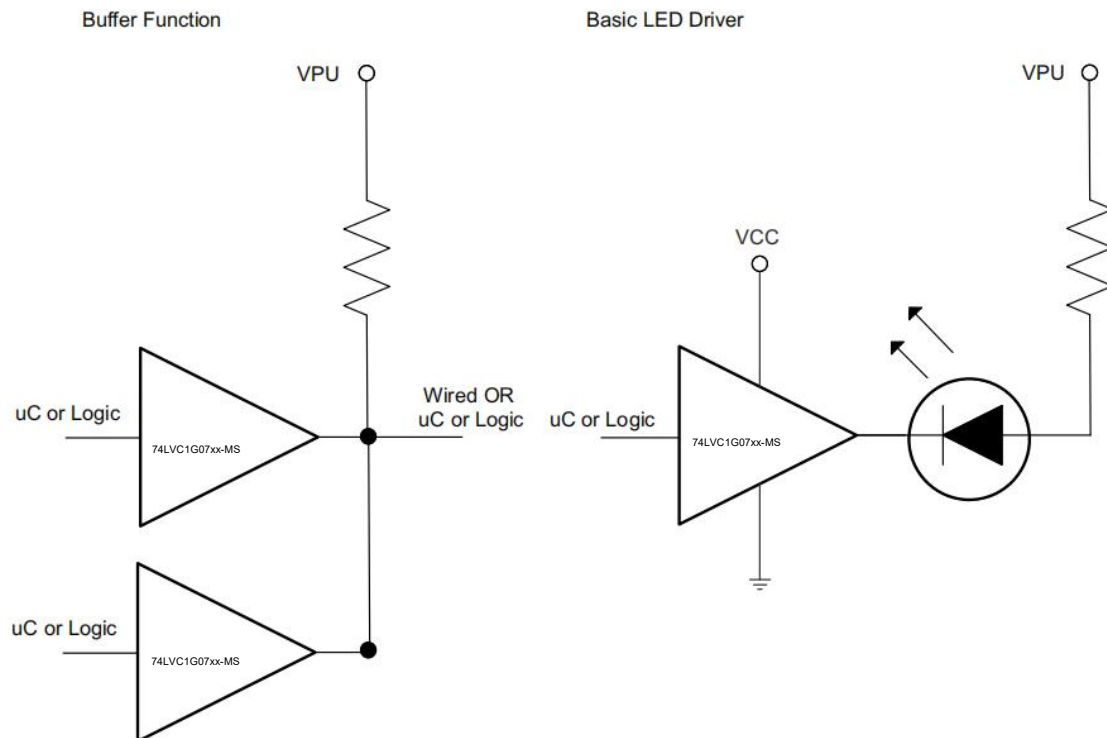 Buffer Function
VPU
uC or Logic
74LVC1G07xx-MS
Wired OR
uC or Logic
uC or Logic
74LVC1G07xx-MS
Basic LED Driver
VPU
VCC
uC or Logic
74LVC1G07xx-MS